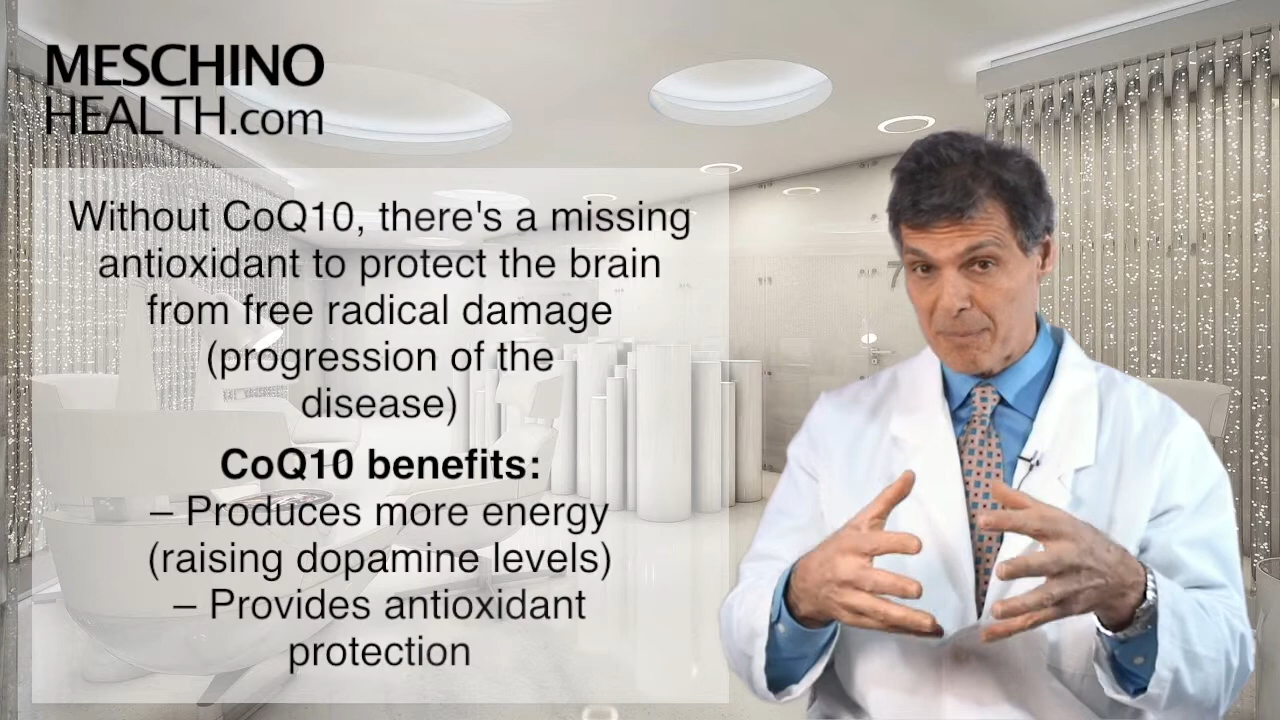 MESCHINO
HEALTH.com
Without CoQ10, there's a missing
antioxidant to protect the brain
from free radical damage
(progression of the
disease)
CoQ10 benefits:
– Produces more energy
(raising dopamine levels)
– Provides antioxidant
protection
7